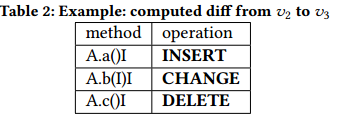 Table 2: Example: computed diff from v₂ to v₃
method operation
A.a()I INSERT
A.b(I)I CHANGE
A.c()I DELETE